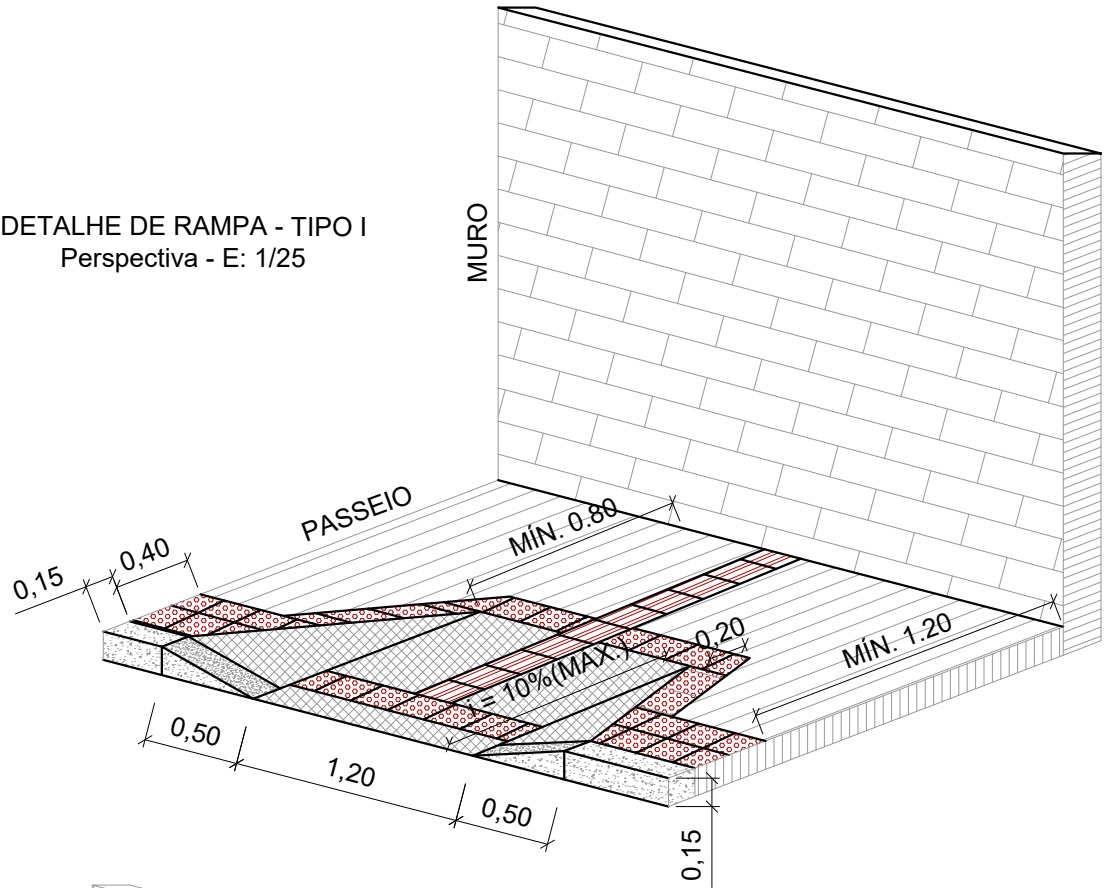 DETALHE DE RAMPA - TIPO I
Perspectiva - E: 1/25
MURO
PASSEIO
MÍN. 0.80
0,15
0,40
0,20
i = 10%(MAX.)
MÍN. 1.20
0,50
1,20
0,50
0,15